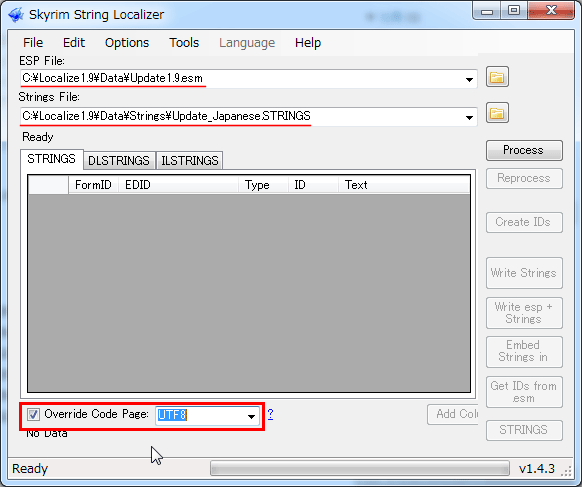 Skyrim String Localizer
File Edit Options Tools Language Help
ESP File:
C:¥Localize1.9¥Data¥Update1.9.esm
Strings File:
C:¥Localize1.9¥Data¥Strings¥Update_Japanese.STRINGS
Ready
Process
STRINGS DLSTRINGS ILSTRINGS
Reprocess
FormID EDID Type ID Text
Create IDs
Write Strings
Write esp +
Strings
Embed
Strings in
Get IDs from
.esm
Override Code Page: UTF8 ?
Add Colu
STRINGS
No Data
Ready v1.4.3